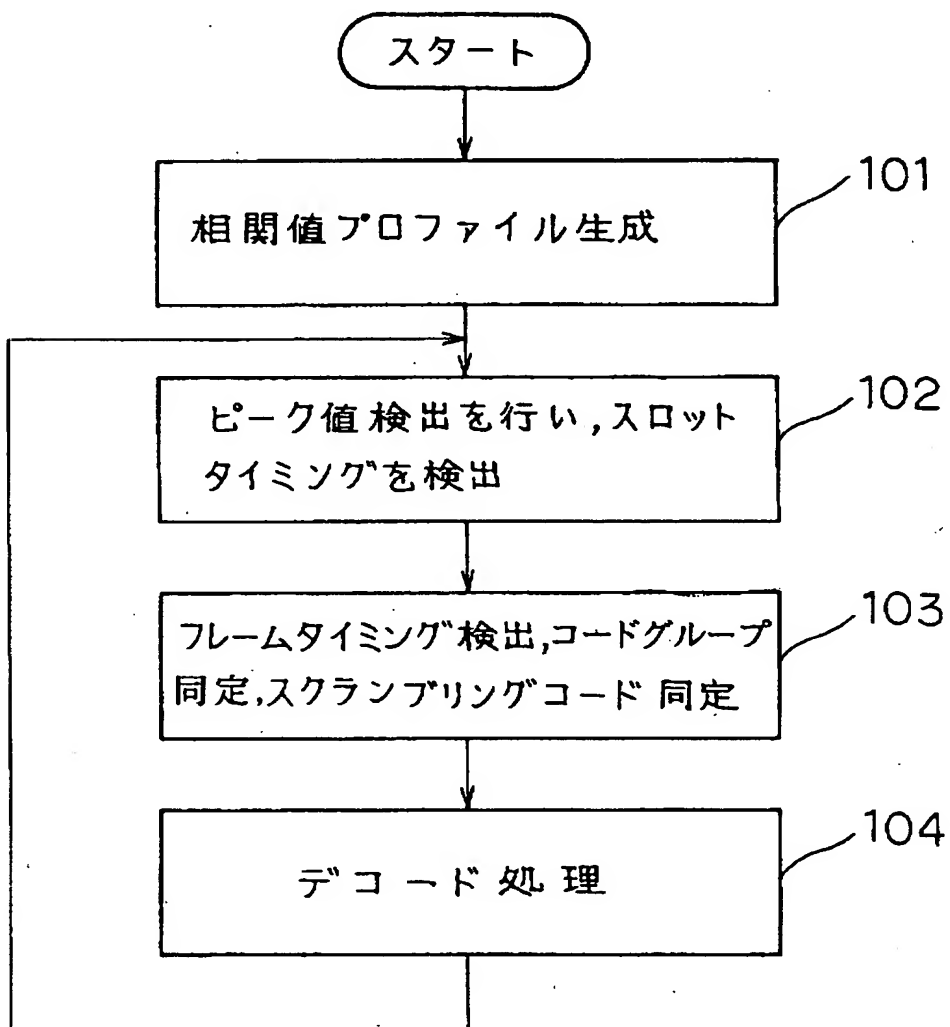 スタート
101
相関値プロファイル生成
102
ピーク値検出を行い,スロット
タイミングを検出
103
フレームタイミング検出,コードグループ
同定,スクランブリングコード同定
104
デコード処理